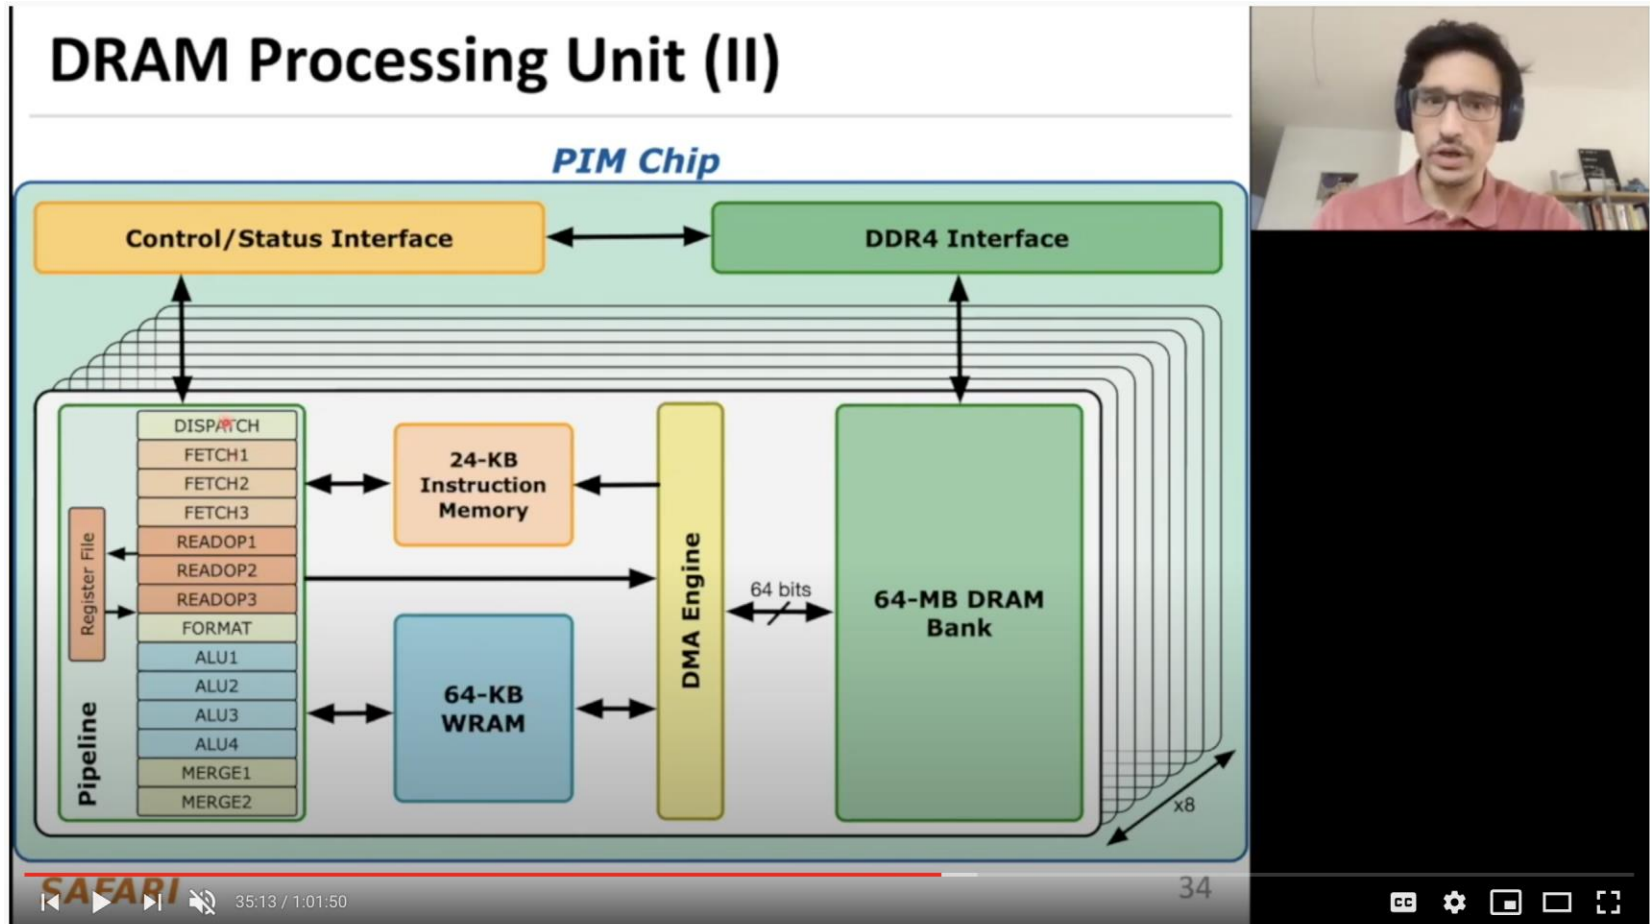 DRAM Processing Unit (II)
PIM Chip
Control/Status Interface
DDR4 Interface
DISPATCH
FETCH1
FETCH2
FETCH3
READOP1
READOP2
READOP3
FORMAT
ALU1
ALU2
ALU3
ALU4
MERGE1
MERGE2
Register File
Pipeline
24-KB
Instruction
Memory
64-KB
WRAM
DMA Engine
64 bits
64-MB DRAM
Bank
x8
SAFARI
34
35:13 / 1:01:50
CC